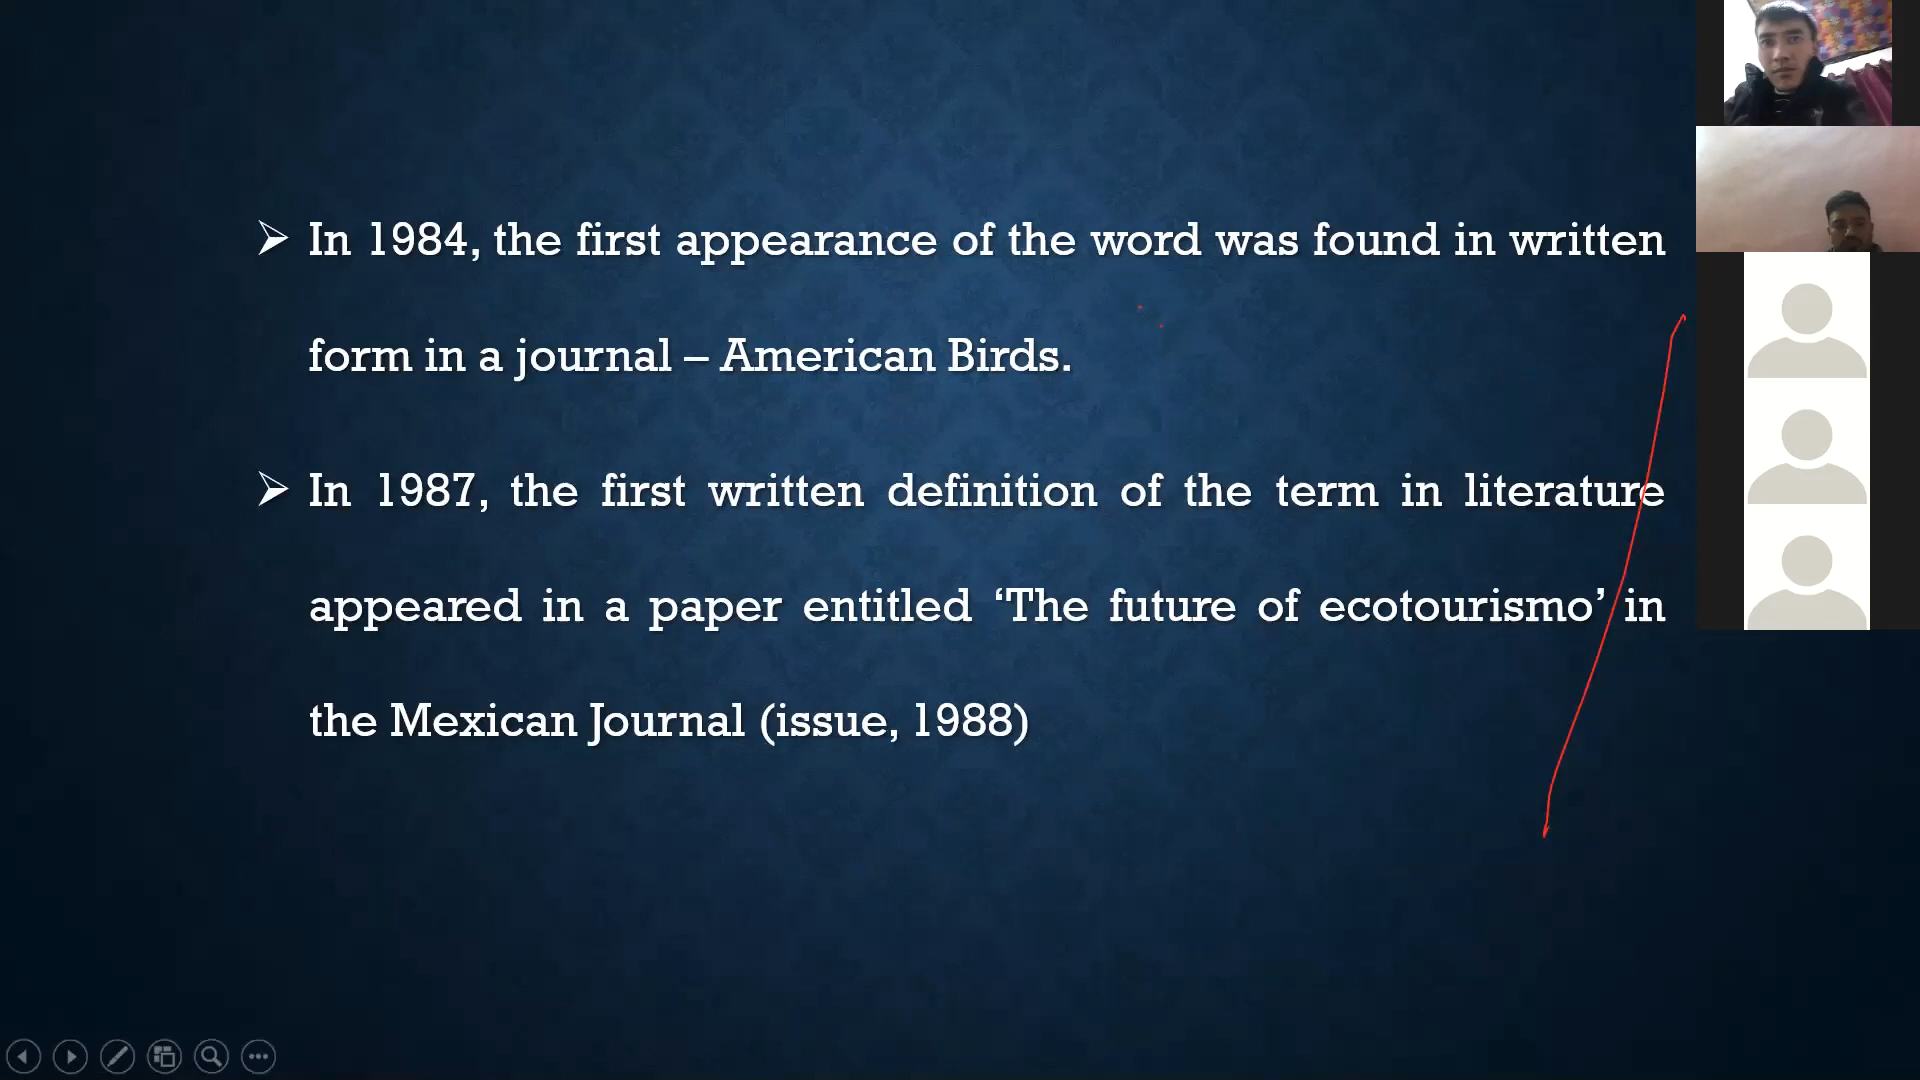 In 1984, the first appearance of the word was found in written
form in a journal – American Birds.
In 1987, the first written definition of the term in literature
appeared in a paper entitled ‘The future of ecotourismo’ in
the Mexican Journal (issue, 1988)